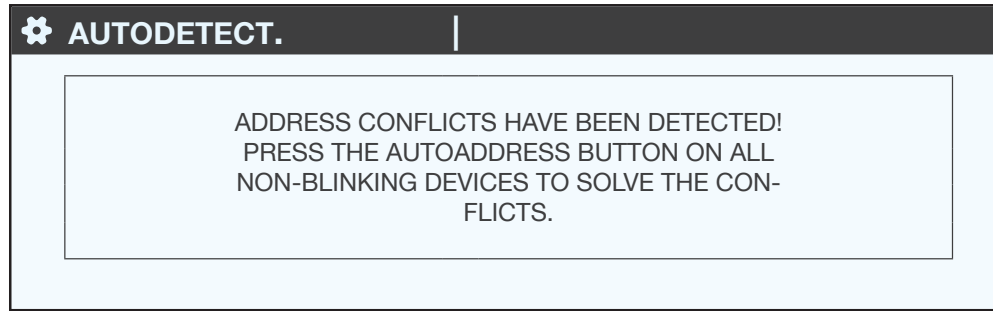 AUTODETECT.
ADDRESS CONFLICTS HAVE BEEN DETECTED!
PRESS THE AUTOADDRESS BUTTON ON ALL
NON-BLINKING DEVICES TO SOLVE THE CON-
FLICTS.